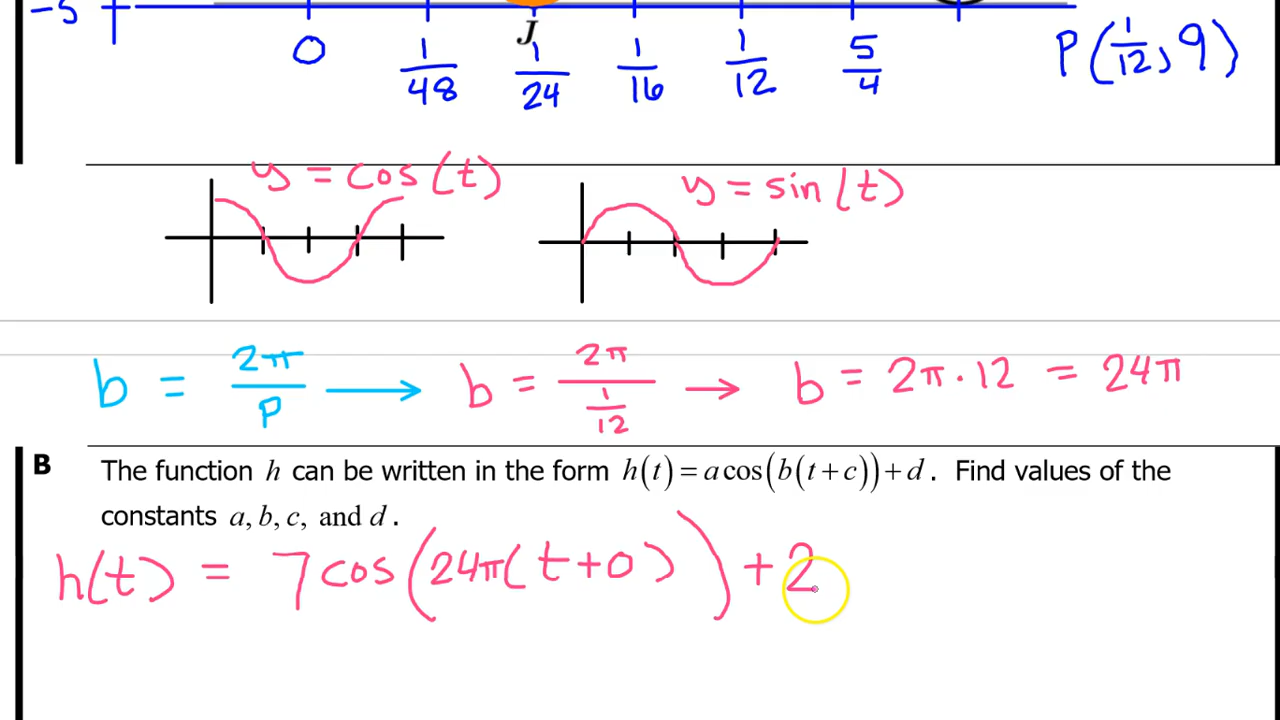 -5
J
0 1/48 1/24 1/16 1/12 5/4 P(1/12, 9)
y = cos(t) y = sin(t)
b = 2π/P → b = 2π/(1/12) → b = 2π · 12 = 24π
B The function h can be written in the form h(t) = a cos(b(t + c)) + d. Find values of the
constants a, b, c, and d.
h(t) = 7 cos(24π(t+0)) + 2